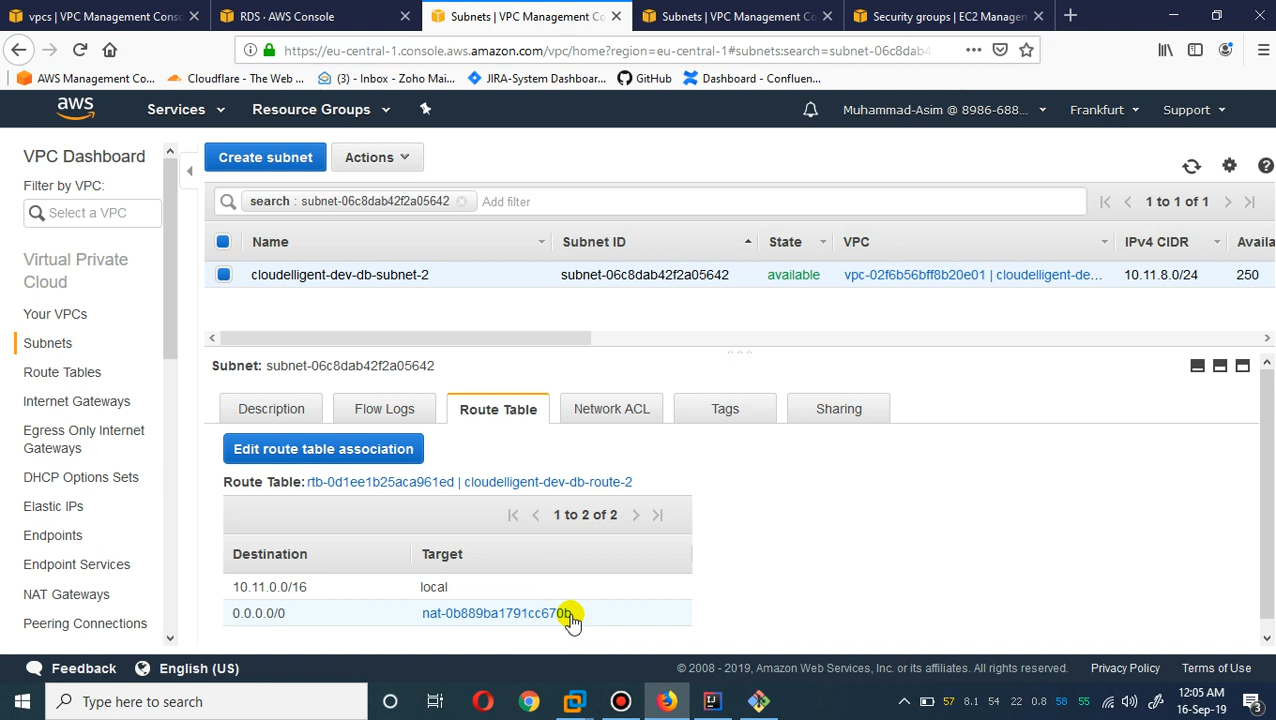 vpcs | VPC Management Conso
RDS · AWS Console
Subnets | VPC Management Co
Subnets | VPC Management Co
Security groups | EC2 Managem
https://eu-central-1.console.aws.amazon.com/vpc/home?region=eu-central-1#subnets:search=subnet-06c8dab4
AWS Management Co...
Cloudflare - The Web ...
(3) - Inbox - Zoho Mai...
JIRA-System Dashboar...
GitHub
Dashboard - Confluen...
aws
Services
Resource Groups
Muhammad-Asim @ 8986-688...
Frankfurt
Support
VPC Dashboard
Filter by VPC:
Select a VPC
Virtual Private
Cloud
Your VPCs
Subnets
Route Tables
Internet Gateways
Egress Only Internet
Gateways
DHCP Options Sets
Elastic IPs
Endpoints
Endpoint Services
NAT Gateways
Peering Connections
Create subnet
Actions
search : subnet-06c8dab42f2a05642
Add filter
1 to 1 of 1
Name
Subnet ID
State
VPC
IPv4 CIDR
Availa
cloudelligent-dev-db-subnet-2
subnet-06c8dab42f2a05642
available
vpc-02f6b56bff8b20e01 | cloudelligent-de...
10.11.8.0/24
250
Subnet: subnet-06c8dab42f2a05642
Description
Flow Logs
Route Table
Network ACL
Tags
Sharing
Edit route table association
Route Table: rtb-0d1ee1b25aca961ed | cloudelligent-dev-db-route-2
1 to 2 of 2
Destination
Target
10.11.0.0/16
local
0.0.0.0/0
nat-0b889ba1791cc670b
Feedback
English (US)
© 2008 - 2019, Amazon Web Services, Inc. or its affiliates. All rights reserved.
Privacy Policy
Terms of Use
Type here to search
57 8.1 54 22 0.8 58 55
12:05 AM
16-Sep-19
3